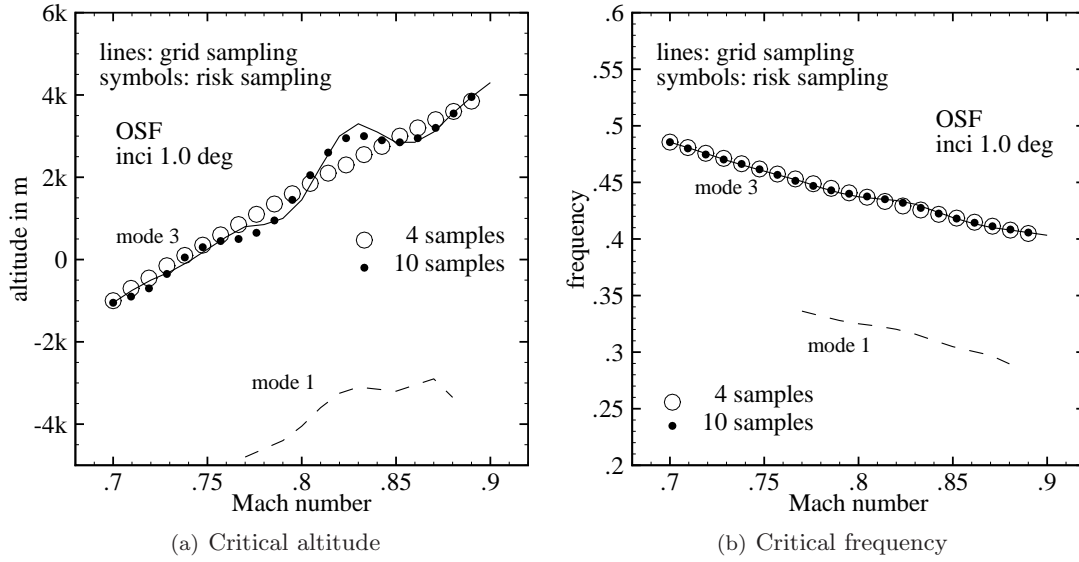 6k
4k
2k
0
-2k
-4k
altitude in m
lines: grid sampling
symbols: risk sampling
OSF
inci 1.0 deg
mode 3
4 samples
10 samples
mode 1
.7
.75
.8
.85
.9
Mach number
(a) Critical altitude
.6
.55
.5
.45
.4
.35
.3
.25
.2
frequency
lines: grid sampling
symbols: risk sampling
OSF
inci 1.0 deg
mode 3
mode 1
4 samples
10 samples
.7
.75
.8
.85
.9
Mach number
(b) Critical frequency